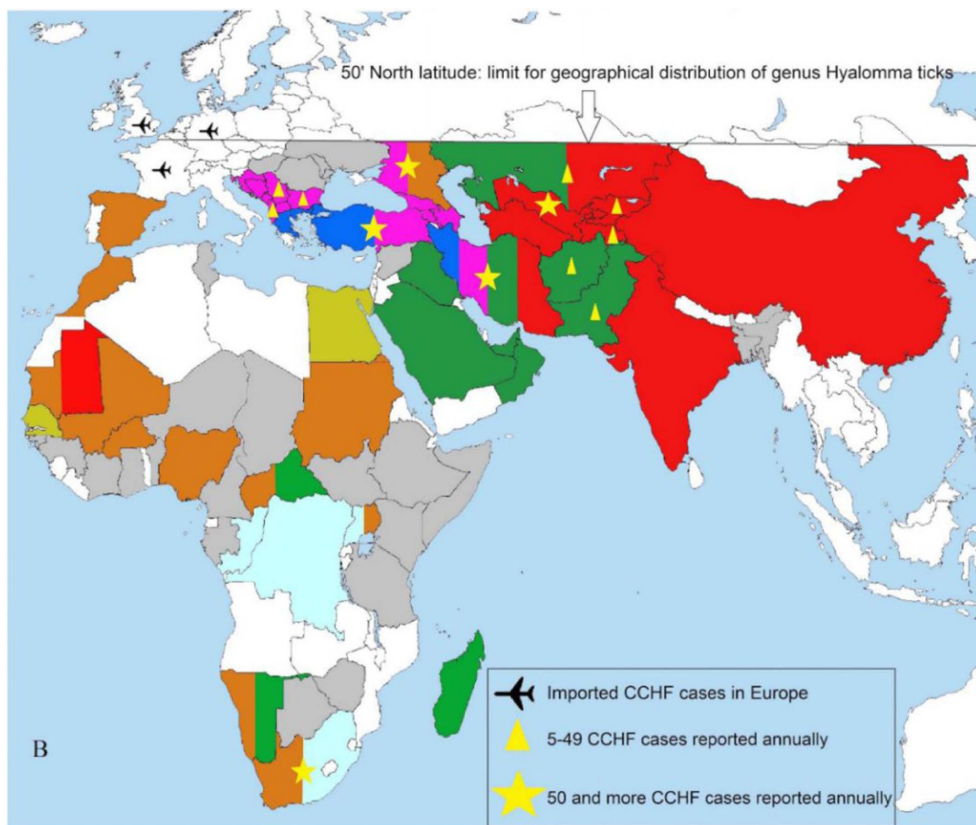 50' North latitude: limit for geographical distribution of genus Hyalomma ticks
B
Imported CCHF cases in Europe
5-49 CCHF cases reported annually
50 and more CCHF cases reported annually